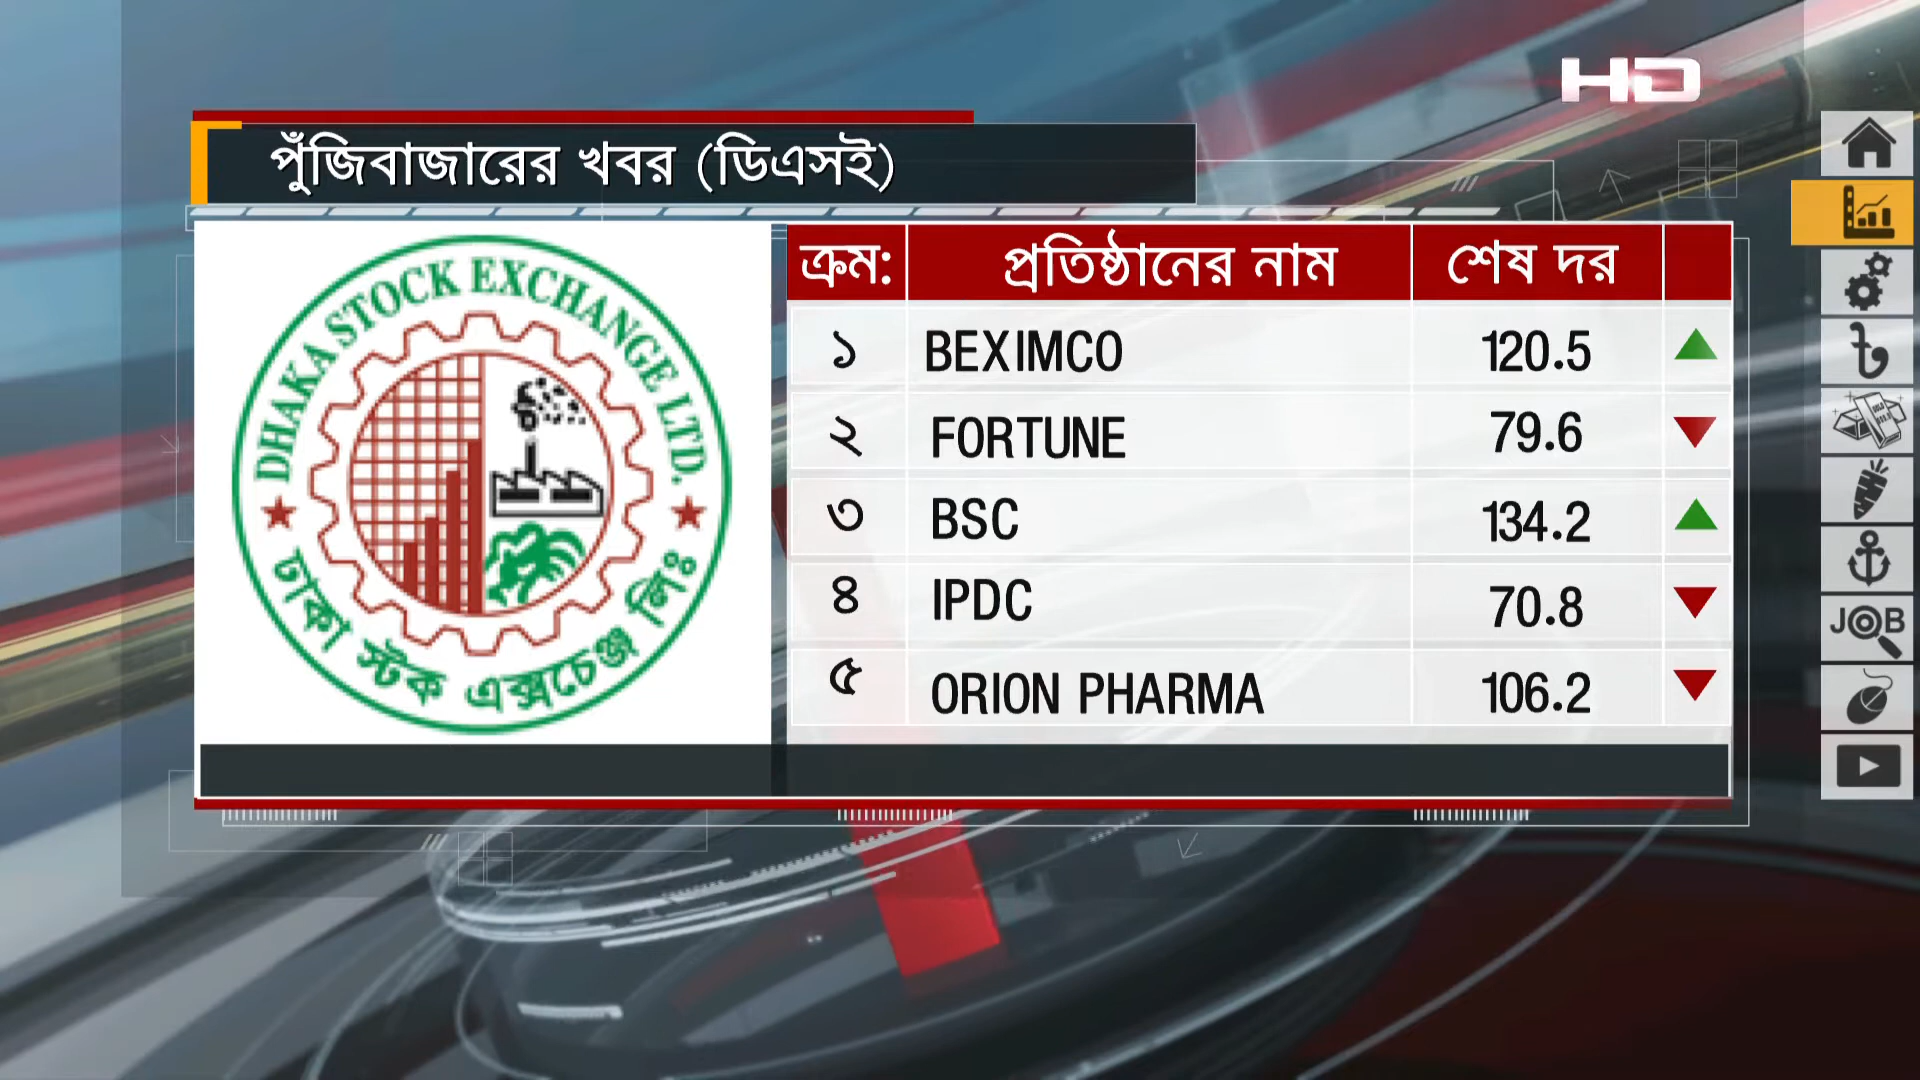 HD
পুঁজিবাজারের খবর (ডিএসই)
DHAKA STOCK EXCHANGE LTD.
ঢাকা স্টক এক্সচেঞ্জ লিঃ
ক্রম: প্রতিষ্ঠানের নাম শেষ দর
১ BEXIMCO 120.5
২ FORTUNE 79.6
৩ BSC 134.2
৪ IPDC 70.8
৫ ORION PHARMA 106.2
৳
JOB